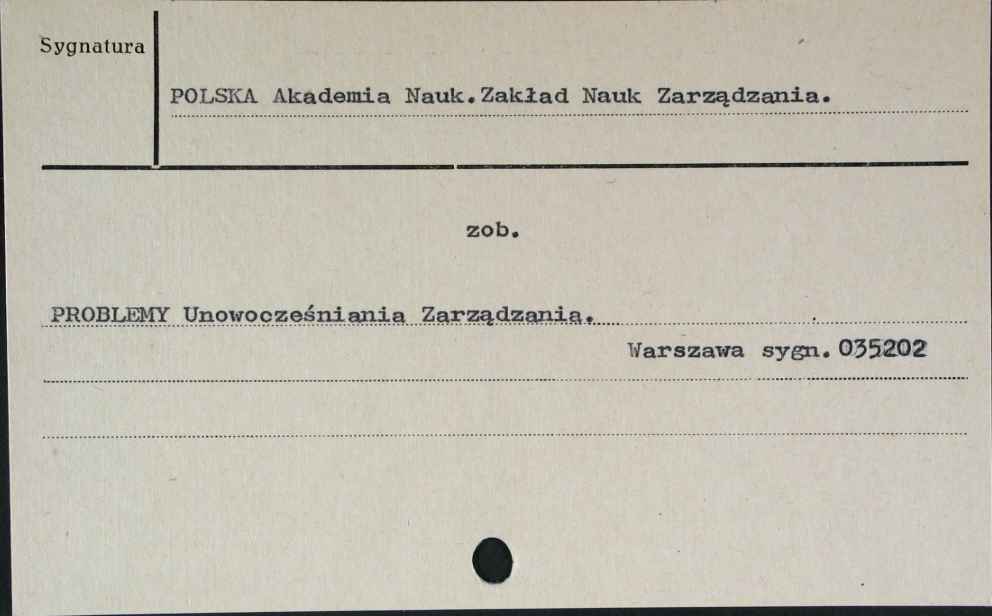 Sygnatura
POLSKA Akademia Nauk.Zakład Nauk Zarządzania.
zob.
PROBLEMY Unowocześniania Zarządzania.
Warszawa sygn.035202